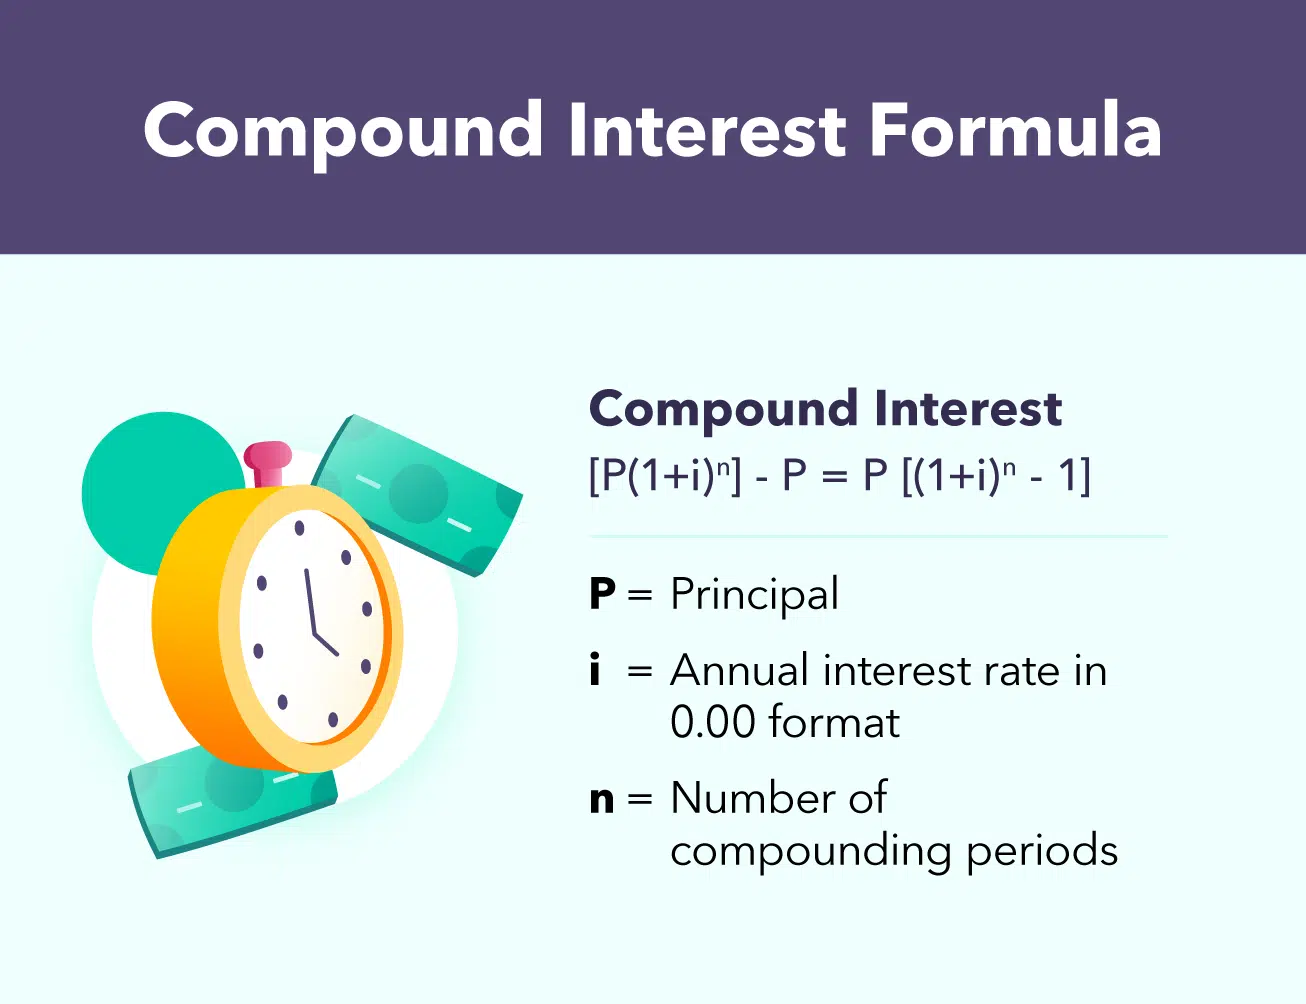 Compound Interest Formula
Compound Interest
[P(1+i)ⁿ] - P = P [(1+i)ⁿ - 1]
P = Principal
i = Annual interest rate in
0.00 format
n = Number of
compounding periods